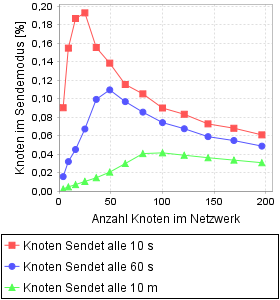 0,20
0,18
0,16
0,14
0,12
0,10
0,08
0,06
0,04
0,02
0,00
Knoten im Sendemodus [%]
0 50 100 150 200
Anzahl Knoten im Netzwerk
Knoten Sendet alle 10 s
Knoten Sendet alle 60 s
Knoten Sendet alle 10 m